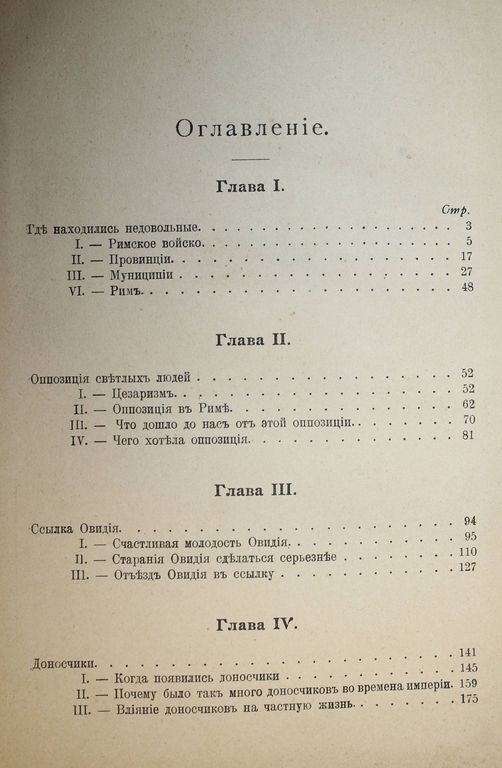 Оглавленіе.
Глава I.
Стр.
Гдѣ находились недовольные. . . . . . . . . . . . . . . . . 3
I. — Римское войско. . . . . . . . . . . . . . . . . 5
II. — Провинціи. . . . . . . . . . . . . . . . . . 17
III. — Муниципіи . . . . . . . . . . . . . . . . . 27
VI. — Римъ. . . . . . . . . . . . . . . . . . . . 48
Глава II.
Оппозиція свѣтлыхъ людей . . . . . . . . . . . . . . . . . 52
I. — Цезаризмъ. . . . . . . . . . . . . . . . . . 52
II. — Оппозиція въ Римѣ. . . . . . . . . . . . . . . 62
III. — Что дошло до насъ отъ этой оппозиціи. . . . . . . . 70
IV. — Чего хотѣла оппозиція. . . . . . . . . . . . . . 81
Глава III.
Ссылка Овидія. . . . . . . . . . . . . . . . . . . . . 94
I. — Счастливая молодость Овидія. . . . . . . . . . . . 95
II. — Старанія Овидія сдѣлаться серьезнѣе . . . . . . . . . 110
III. — Отъѣздъ Овидія въ ссылку . . . . . . . . . . . . 127
Глава IV.
Доносчики. . . . . . . . . . . . . . . . . . . . . . 141
I. — Когда появились доносчики . . . . . . . . . . . . 145
II. — Почему было такъ много доносчиковъ во времена имперіи. 159
III. — Вліяніе доносчиковъ на частную жизнь. . . . . . . . 175